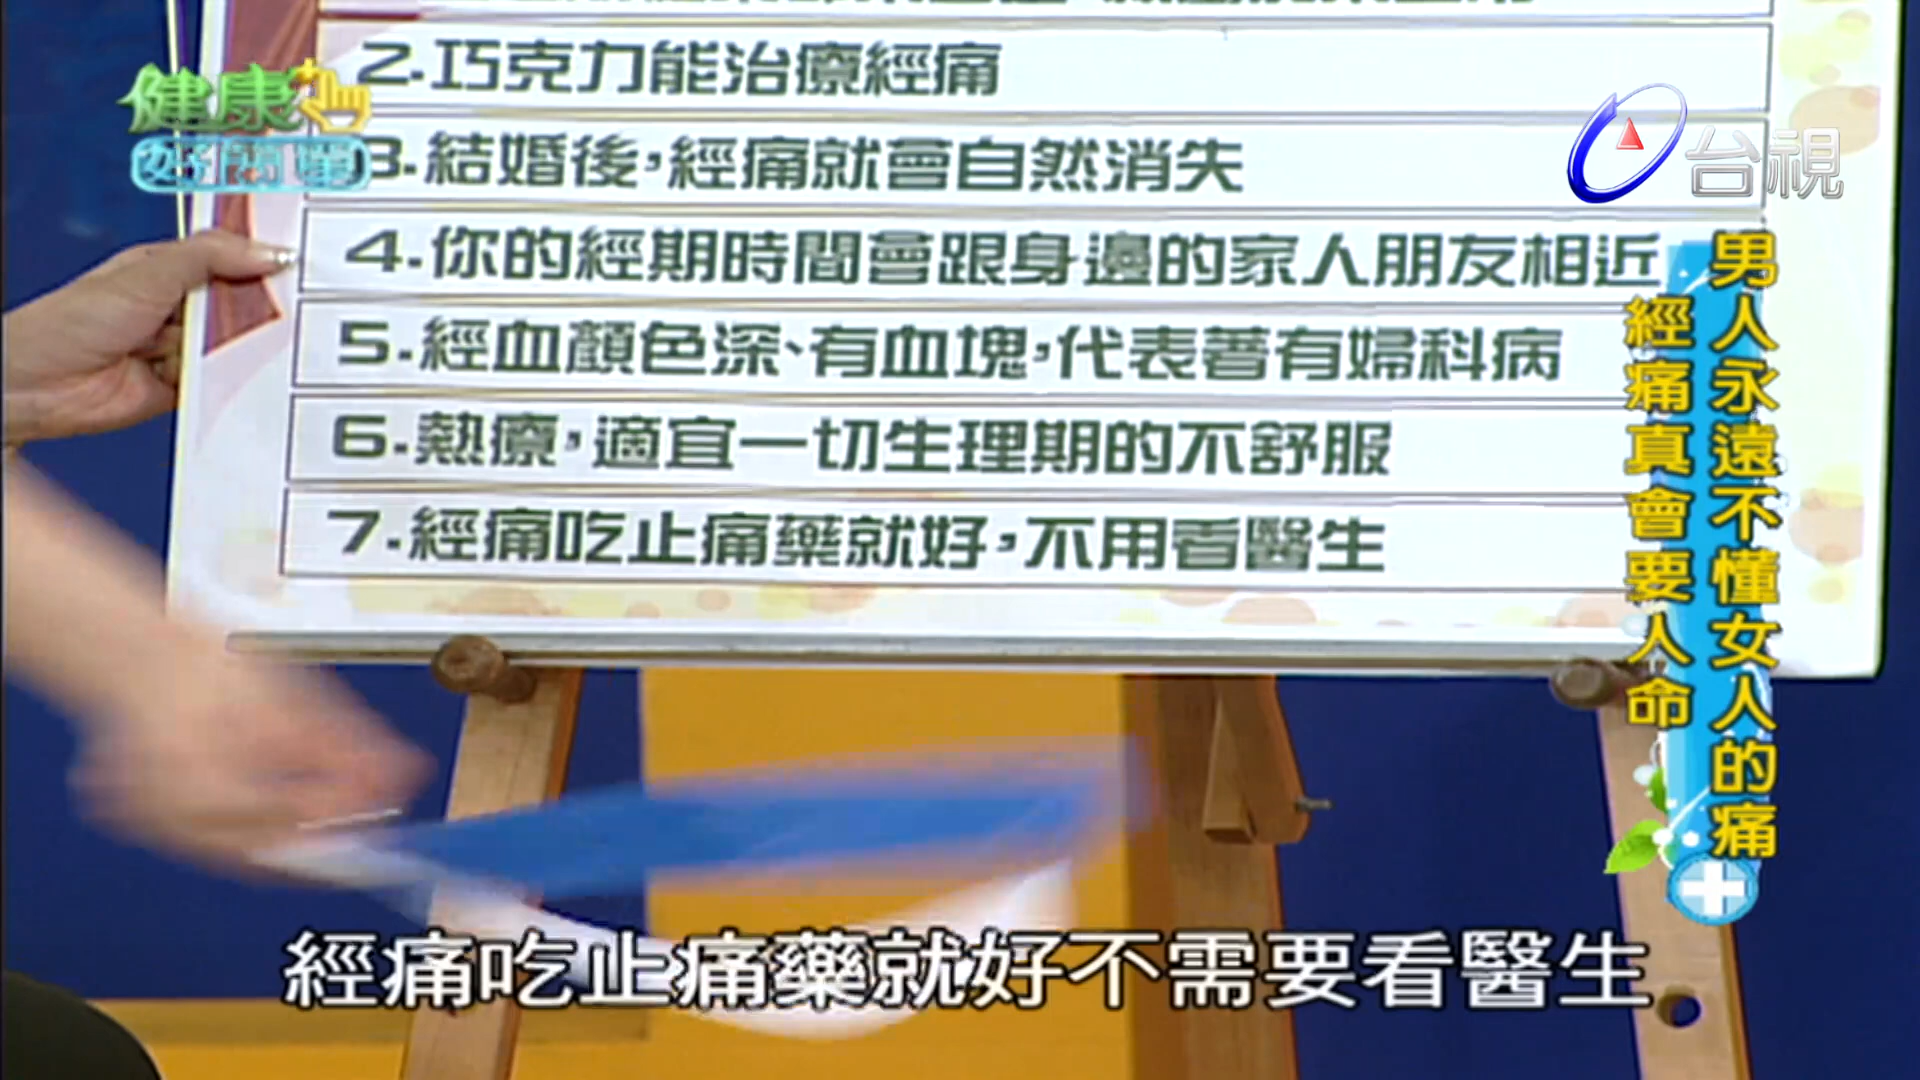 2.巧克力能治療經痛
3.結婚後,經痛就會自然消失
4.你的經期時間會跟身邊的家人朋友相近
5.經血顏色深、有血塊,代表著有婦科病
6.熱療,適宜一切生理期的不舒服
7.經痛吃止痛藥就好,不用看醫生
健康
好簡單
台視
男人永遠不懂女人的痛
經痛真會要人命
經痛吃止痛藥就好不需要看醫生